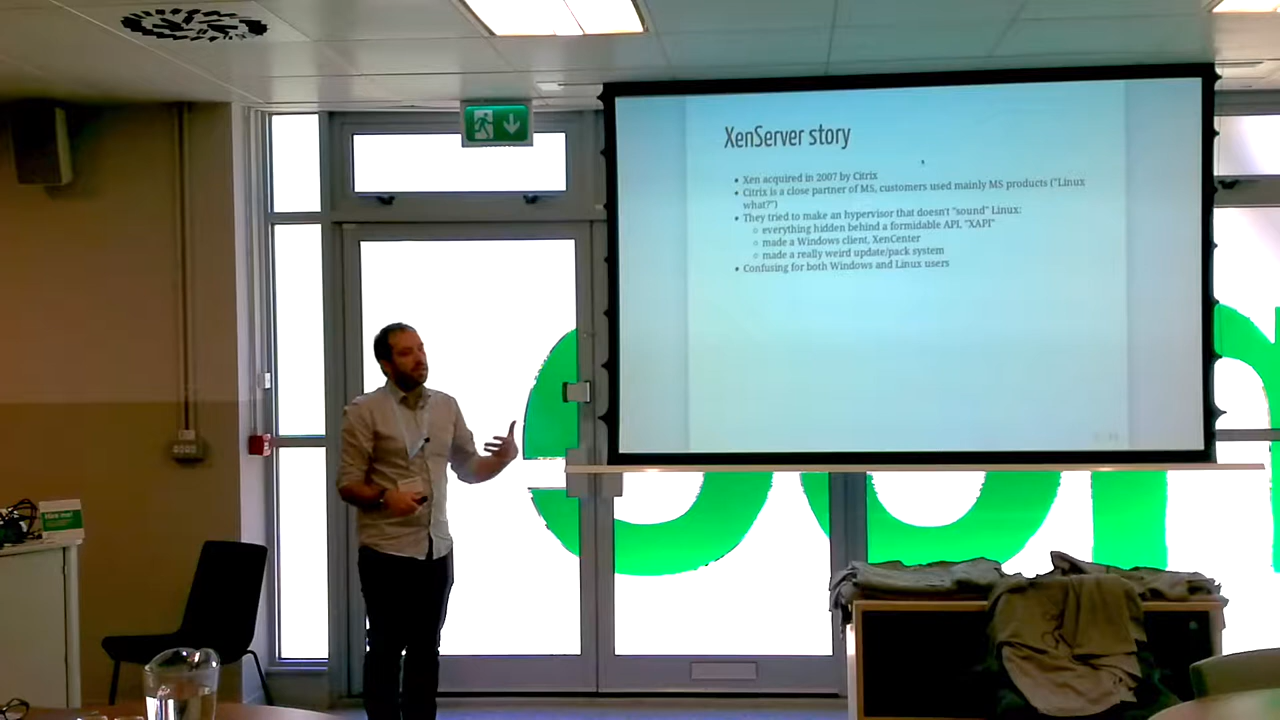 XenServer story
• Xen acquired in 2007 by Citrix
• Citrix is a close partner of MS, customers used mainly MS products ("Linux
what?")
• They tried to make an hypervisor that doesn't "sound" Linux:
○ everything hidden behind a formidable API, "XAPI"
○ made a Windows client, XenCenter
○ made a really weird update/pack system
• Confusing for both Windows and Linux users